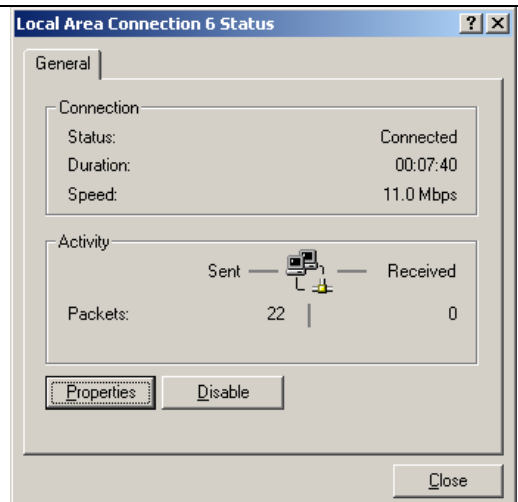 Local Area Connection 6 Status
General
Connection
Status: Connected
Duration: 00:07:40
Speed: 11.0 Mbps
Activity
Sent Received
Packets: 22 0
Properties Disable
Close